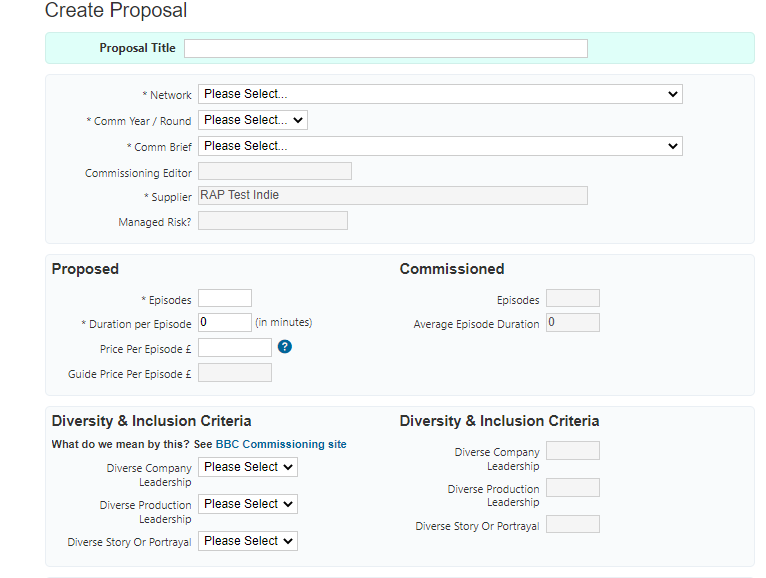 Create Proposal
Proposal Title
* Network Please Select...
* Comm Year / Round Please Select...
* Comm Brief Please Select...
Commissioning Editor
* Supplier RAP Test Indie
Managed Risk?
Proposed
* Episodes
* Duration per Episode 0 (in minutes)
Price Per Episode £ ?
Guide Price Per Episode £
Commissioned
Episodes
Average Episode Duration 0
Diversity & Inclusion Criteria
What do we mean by this? See BBC Commissioning site
Diverse Company Please Select
Leadership
Diverse Production Please Select
Leadership
Diverse Story Or Portrayal Please Select
Diversity & Inclusion Criteria
Diverse Company
Leadership
Diverse Production
Leadership
Diverse Story Or Portrayal